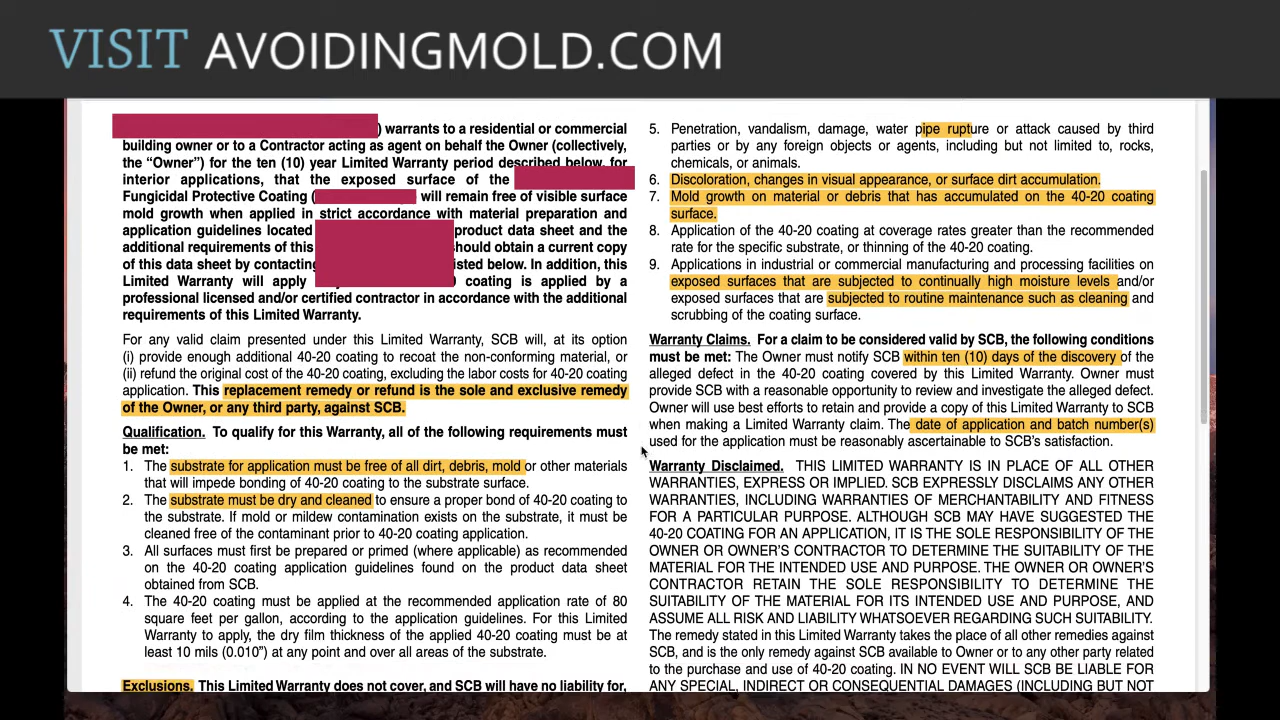 VISIT AVOIDINGMOLD.COM
) warrants to a residential or commercial
building owner or to a Contractor acting as agent on behalf the Owner (collectively,
the “Owner”) for the ten (10) year Limited Warranty period described below, for
interior applications, that the exposed surface of the
Fungicidal Protective Coating ( will remain free of visible surface
mold growth when applied in strict accordance with material preparation and
application guidelines located product data sheet and the
additional requirements of this should obtain a current copy
of this data sheet by contacting listed below. In addition, this
Limited Warranty will apply coating is applied by a
professional licensed and/or certified contractor in accordance with the additional
requirements of this Limited Warranty.
For any valid claim presented under this Limited Warranty, SCB will, at its option
(i) provide enough additional 40-20 coating to recoat the non-conforming material, or
(ii) refund the original cost of the 40-20 coating, excluding the labor costs for 40-20 coating
application. This replacement remedy or refund is the sole and exclusive remedy
of the Owner, or any third party, against SCB.
Qualification. To qualify for this Warranty, all of the following requirements must
be met:
1. The substrate for application must be free of all dirt, debris, mold or other materials
that will impede bonding of 40-20 coating to the substrate surface.
2. The substrate must be dry and cleaned to ensure a proper bond of 40-20 coating to
the substrate. If mold or mildew contamination exists on the substrate, it must be
cleaned free of the contaminant prior to 40-20 coating application.
3. All surfaces must first be prepared or primed (where applicable) as recommended
on the 40-20 coating application guidelines found on the product data sheet
obtained from SCB.
4. The 40-20 coating must be applied at the recommended application rate of 80
square feet per gallon, according to the application guidelines. For this Limited
Warranty to apply, the dry film thickness of the applied 40-20 coating must be at
least 10 mils (0.010”) at any point and over all areas of the substrate.
Exclusions. This Limited Warranty does not cover, and SCB will have no liability for,
5. Penetration, vandalism, damage, water pipe rupture or attack caused by third
parties or by any foreign objects or agents, including but not limited to, rocks,
chemicals, or animals.
6. Discoloration, changes in visual appearance, or surface dirt accumulation.
7. Mold growth on material or debris that has accumulated on the 40-20 coating
surface.
8. Application of the 40-20 coating at coverage rates greater than the recommended
rate for the specific substrate, or thinning of the 40-20 coating.
9. Applications in industrial or commercial manufacturing and processing facilities on
exposed surfaces that are subjected to continually high moisture levels and/or
exposed surfaces that are subjected to routine maintenance such as cleaning and
scrubbing of the coating surface.
Warranty Claims. For a claim to be considered valid by SCB, the following conditions
must be met: The Owner must notify SCB within ten (10) days of the discovery of the
alleged defect in the 40-20 coating covered by this Limited Warranty. Owner must
provide SCB with a reasonable opportunity to review and investigate the alleged defect.
Owner will use best efforts to retain and provide a copy of this Limited Warranty to SCB
when making a Limited Warranty claim. The date of application and batch number(s)
used for the application must be reasonably ascertainable to SCB’s satisfaction.
Warranty Disclaimed. THIS LIMITED WARRANTY IS IN PLACE OF ALL OTHER
WARRANTIES, EXPRESS OR IMPLIED. SCB EXPRESSLY DISCLAIMS ANY OTHER
WARRANTIES, INCLUDING WARRANTIES OF MERCHANTABILITY AND FITNESS
FOR A PARTICULAR PURPOSE. ALTHOUGH SCB MAY HAVE SUGGESTED THE
40-20 COATING FOR AN APPLICATION, IT IS THE SOLE RESPONSIBILITY OF THE
OWNER OR OWNER’S CONTRACTOR TO DETERMINE THE SUITABILITY OF THE
MATERIAL FOR THE INTENDED USE AND PURPOSE. THE OWNER OR OWNER’S
CONTRACTOR RETAIN THE SOLE RESPONSIBILITY TO DETERMINE THE
SUITABILITY OF THE MATERIAL FOR ITS INTENDED USE AND PURPOSE, AND
ASSUME ALL RISK AND LIABILITY WHATSOEVER REGARDING SUCH SUITABILITY.
The remedy stated in this Limited Warranty takes the place of all other remedies against
SCB, and is the only remedy against SCB available to Owner or to any other party related
to the purchase and use of 40-20 coating. IN NO EVENT WILL SCB BE LIABLE FOR
ANY SPECIAL, INDIRECT OR CONSEQUENTIAL DAMAGES (INCLUDING BUT NOT